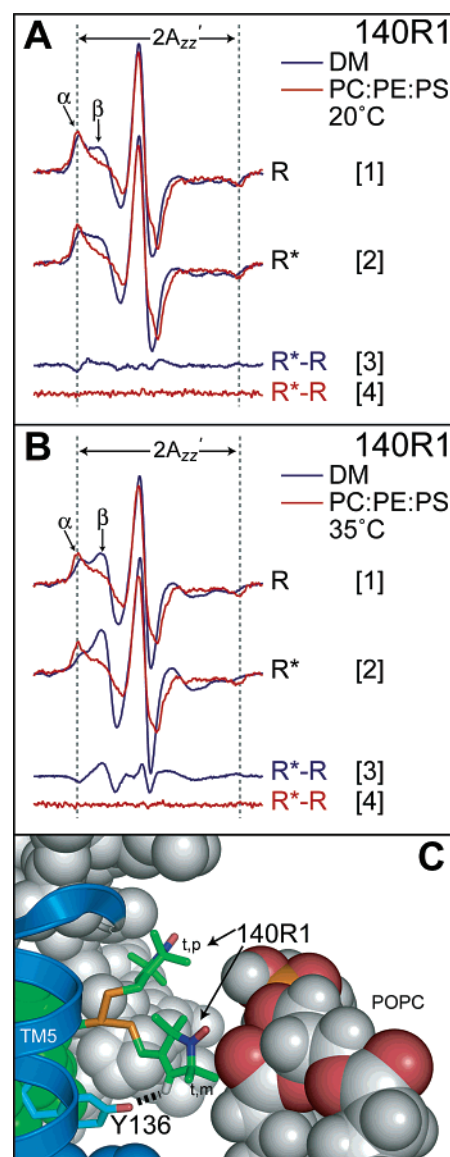 A
2Azz'
140R1
DM
PC:PE:PS
20°C
α
β
R [1]
R* [2]
R*-R [3]
R*-R [4]
B
2Azz'
140R1
DM
PC:PE:PS
35°C
α
β
R [1]
R* [2]
R*-R [3]
R*-R [4]
C
t,p
140R1
POPC
TM5
t,m
Y136